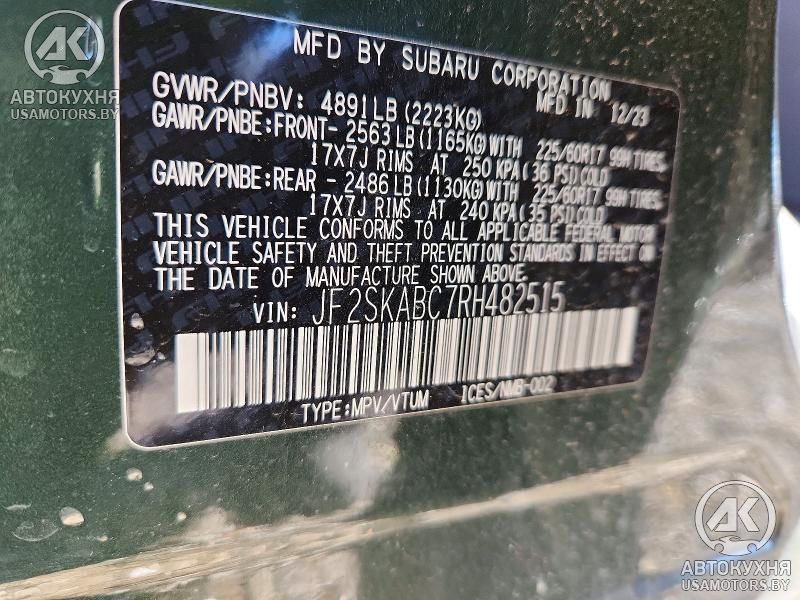 MFD BY SUBARU CORPORATION
GVWR/PNBV: 4891LB (2223KG) MFD IN 12/23
GAWR/PNBE:FRONT- 2563 LB (1165KG) WITH 225/60R17 99H TIRES,
17X7J RIMS AT 250 KPA (36 PSI)COLD
GAWR/PNBE:REAR - 2486 LB (1130KG) WITH 225/60R17 99H TIRES,
17X7J RIMS AT 240 KPA (35 PSI)COLD
THIS VEHICLE CONFORMS TO ALL APPLICABLE FEDERAL MOTOR
VEHICLE SAFETY AND THEFT PREVENTION STANDARDS IN EFFECT ON
THE DATE OF MANUFACTURE SHOWN ABOVE.
VIN: JF2SKABC7RH482515
TYPE:MPV/VTUM ICES/NMB-002
АК
АВТОКУХНЯ
USAMOTORS.BY
АК
АВТОКУХНЯ
USAMOTORS.BY